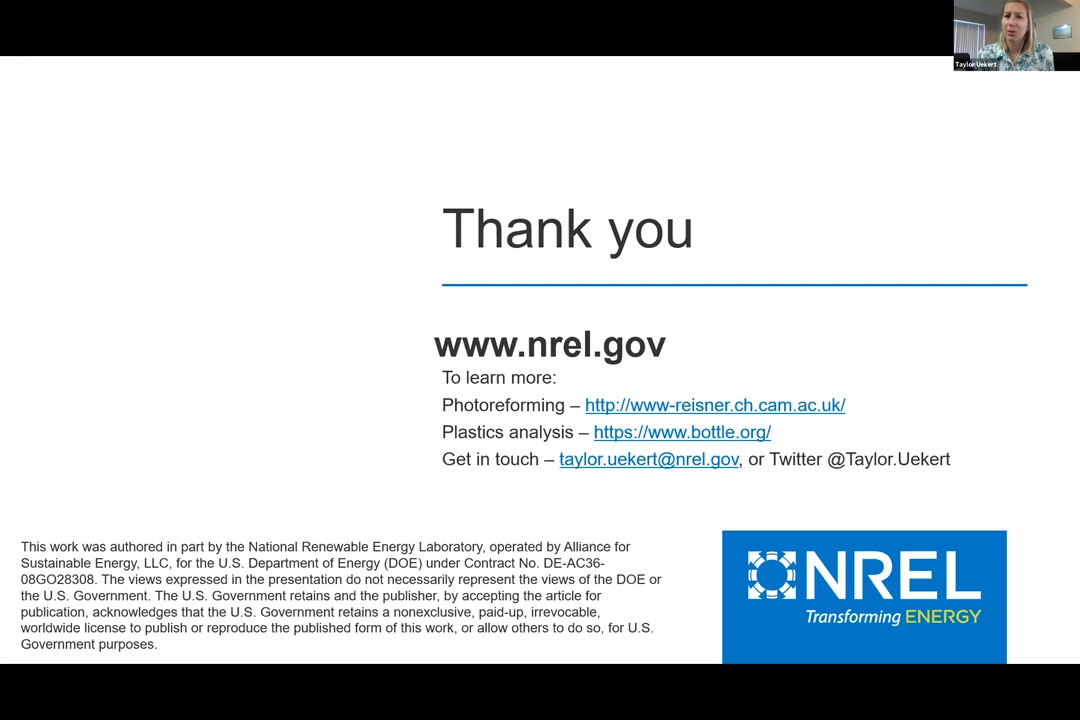 Taylor Uekert
Thank you
www.nrel.gov
To learn more:
Photoreforming – http://www-reisner.ch.cam.ac.uk/
Plastics analysis – https://www.bottle.org/
Get in touch – taylor.uekert@nrel.gov, or Twitter @Taylor.Uekert
This work was authored in part by the National Renewable Energy Laboratory, operated by Alliance for
Sustainable Energy, LLC, for the U.S. Department of Energy (DOE) under Contract No. DE-AC36-
08GO28308. The views expressed in the presentation do not necessarily represent the views of the DOE or
the U.S. Government. The U.S. Government retains and the publisher, by accepting the article for
publication, acknowledges that the U.S. Government retains a nonexclusive, paid-up, irrevocable,
worldwide license to publish or reproduce the published form of this work, or allow others to do so, for U.S.
Government purposes.
NREL
Transforming ENERGY